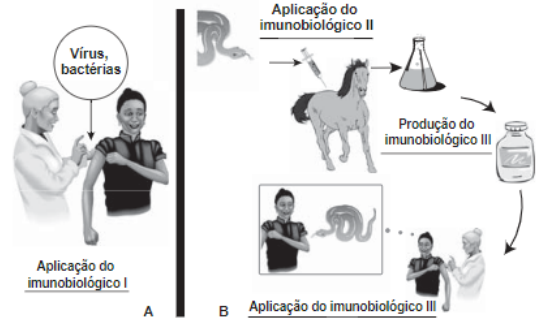 Vírus,
bactérias
Aplicação do
imunobiológico I
A
Aplicação do
imunobiológico II
Produção do
imunobiológico III
B
Aplicação do imunobiológico III